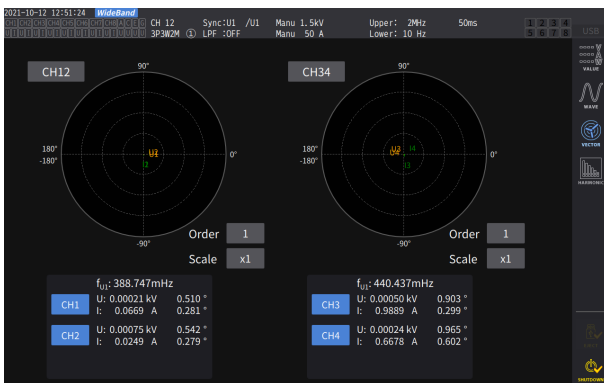 2021-10-12 12:51:24 WideBand
CH 12 Sync:U1 /U1 Manu 1.5kV Upper: 2MHz 50ms 1 2 3 4
3P3W2M ① LPF :OFF Manu 50 A Lower: 10 Hz 5 6 7 8
USB
VALUE
WAVE
VECTOR
HARMONIC
SHUTDOWN
CH12
90°
180°
-180°
0°
-90°
I2
Order 1
Scale x1
CH34
90°
180°
-180°
0°
-90°
U3
U4
I4
I3
Order 1
Scale x1
fU1: 388.747mHz
CH1 U: 0.00021 kV 0.510 °
I: 0.0669 A 0.281 °
CH2 U: 0.00075 kV 0.542 °
I: 0.0249 A 0.279 °
fU1: 440.437mHz
CH3 U: 0.00050 kV 0.903 °
I: 0.9889 A 0.299 °
CH4 U: 0.00024 kV 0.965 °
I: 0.6678 A 0.602 °